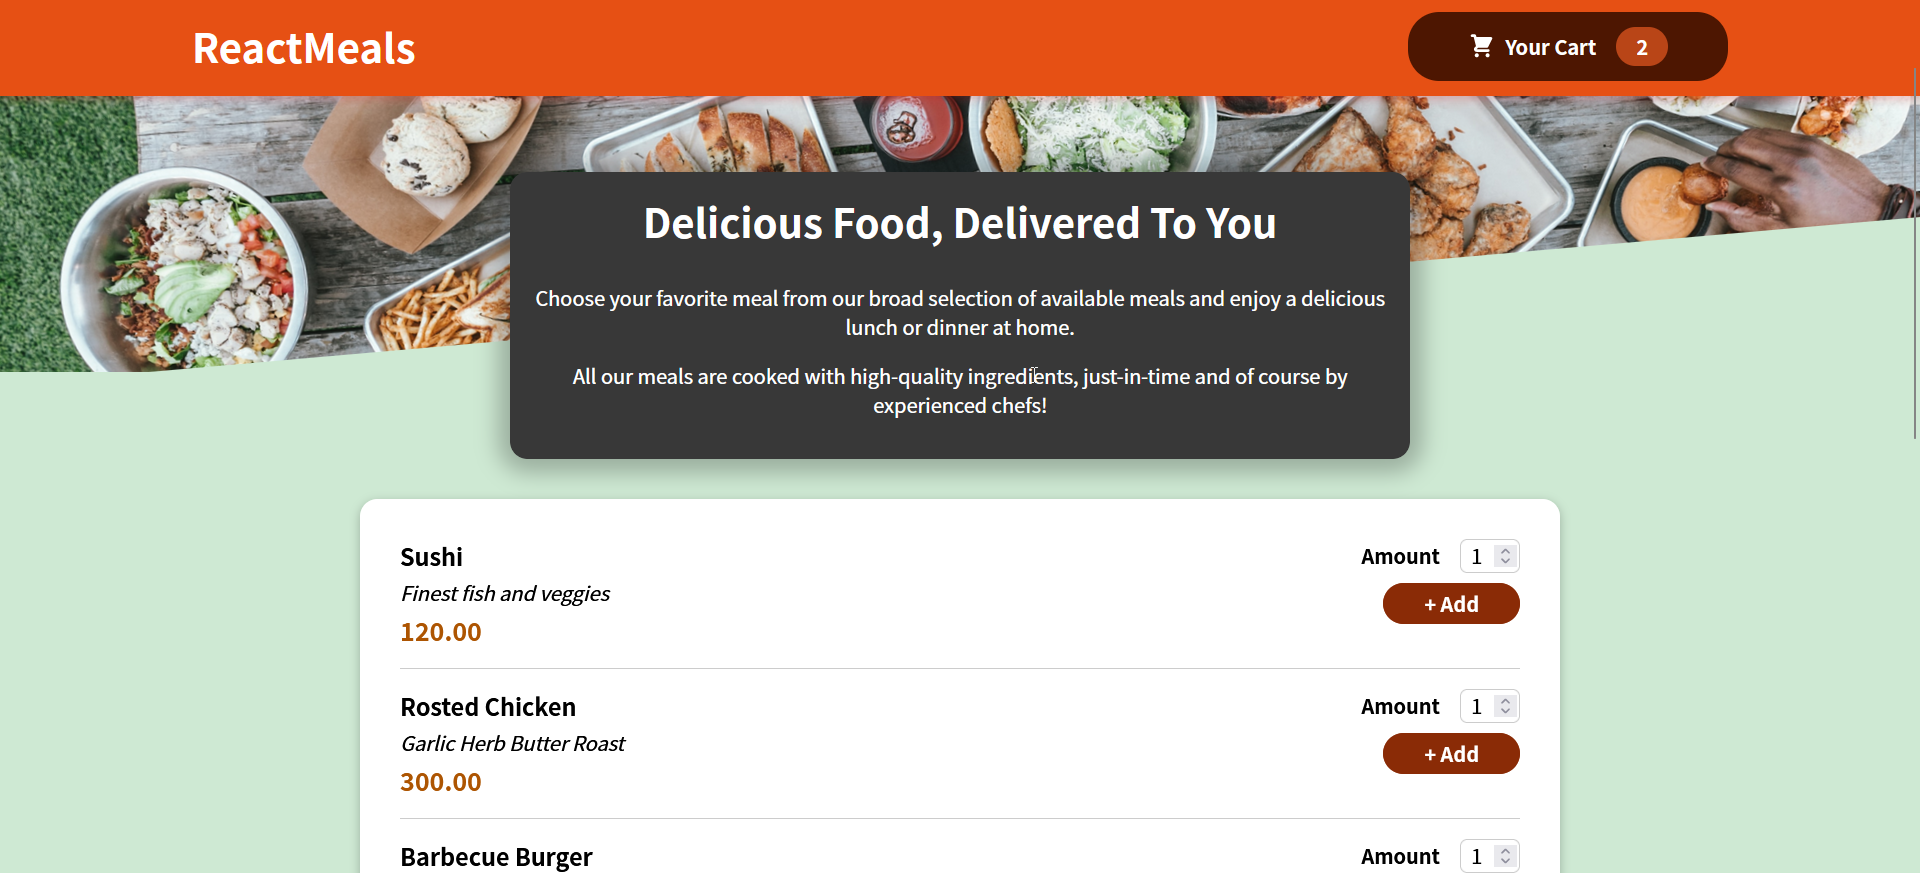 ReactMeals
Your Cart 2
Delicious Food, Delivered To You
Choose your favorite meal from our broad selection of available meals and enjoy a delicious
lunch or dinner at home.
All our meals are cooked with high-quality ingredients, just-in-time and of course by
experienced chefs!
Sushi
Finest fish and veggies
120.00
Amount 1
+ Add
Rosted Chicken
Garlic Herb Butter Roast
300.00
Amount 1
+ Add
Barbecue Burger
Amount 1